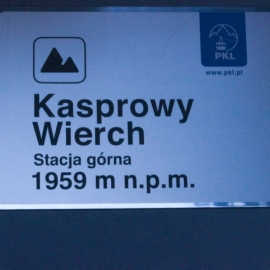 PKL
www.pkl.pl
Kasprowy
Wierch
Stacja górna
1959 m n.p.m.